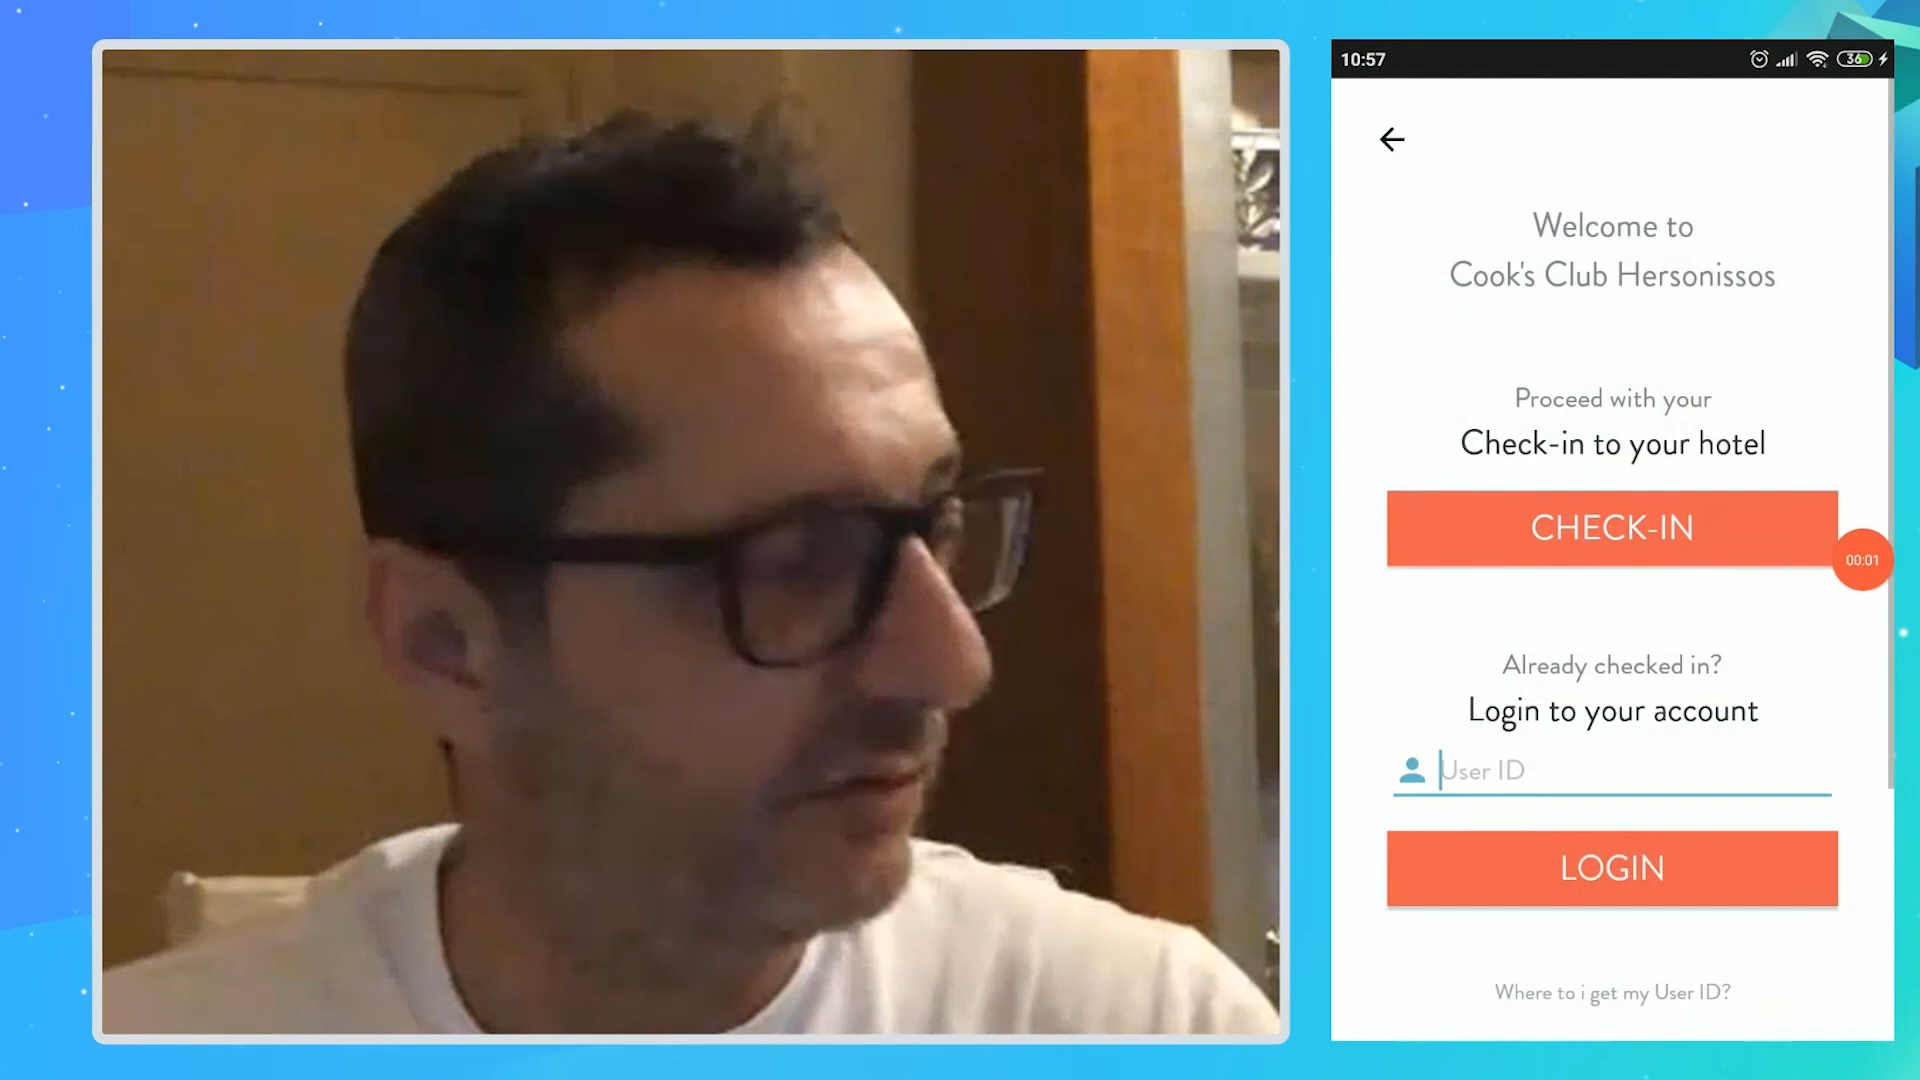 10:57
36
Welcome to
Cook's Club Hersonissos
Proceed with your
Check-in to your hotel
CHECK-IN
00:01
Already checked in?
Login to your account
User ID
LOGIN
Where to i get my User ID?